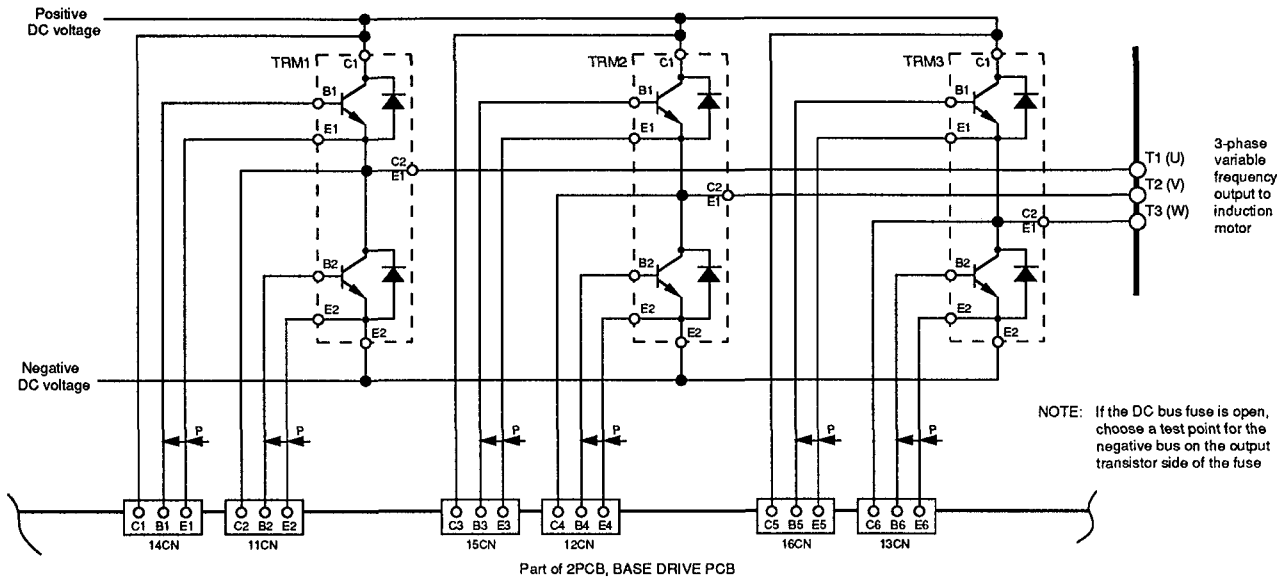 Positive
DC voltage
TRM1
C1
B1
E1
C2
E1
B2
E2
E2
TRM2
C1
B1
E1
C2
E1
B2
E2
E2
TRM3
C1
B1
E1
C2
E1
B2
E2
E2
T1 (U)
T2 (V)
T3 (W)
3-phase
variable
frequency
output to
induction
motor
Negative
DC voltage
NOTE: If the DC bus fuse is open,
choose a test point for the
negative bus on the output
transistor side of the fuse
P P P P P P
C1 B1 E1 C2 B2 E2 C3 B3 E3 C4 B4 E4 C5 B5 E5 C6 B6 E6
14CN 11CN 15CN 12CN 16CN 13CN
Part of 2PCB, BASE DRIVE PCB